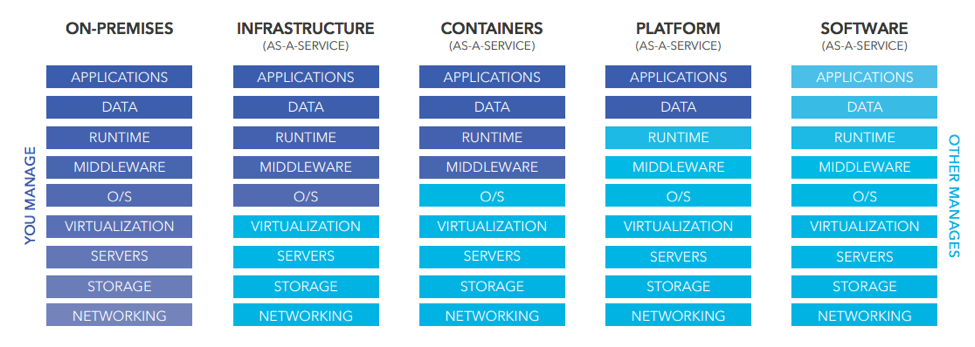 ON-PREMISES
INFRASTRUCTURE
(AS-A-SERVICE)
CONTAINERS
(AS-A-SERVICE)
PLATFORM
(AS-A-SERVICE)
SOFTWARE
(AS-A-SERVICE)
YOU MANAGE
APPLICATIONS
DATA
RUNTIME
MIDDLEWARE
O/S
VIRTUALIZATION
SERVERS
STORAGE
NETWORKING
APPLICATIONS
DATA
RUNTIME
MIDDLEWARE
O/S
VIRTUALIZATION
SERVERS
STORAGE
NETWORKING
APPLICATIONS
DATA
RUNTIME
MIDDLEWARE
O/S
VIRTUALIZATION
SERVERS
STORAGE
NETWORKING
APPLICATIONS
DATA
RUNTIME
MIDDLEWARE
O/S
VIRTUALIZATION
SERVERS
STORAGE
NETWORKING
APPLICATIONS
DATA
RUNTIME
MIDDLEWARE
O/S
VIRTUALIZATION
SERVERS
STORAGE
NETWORKING
OTHER MANAGES